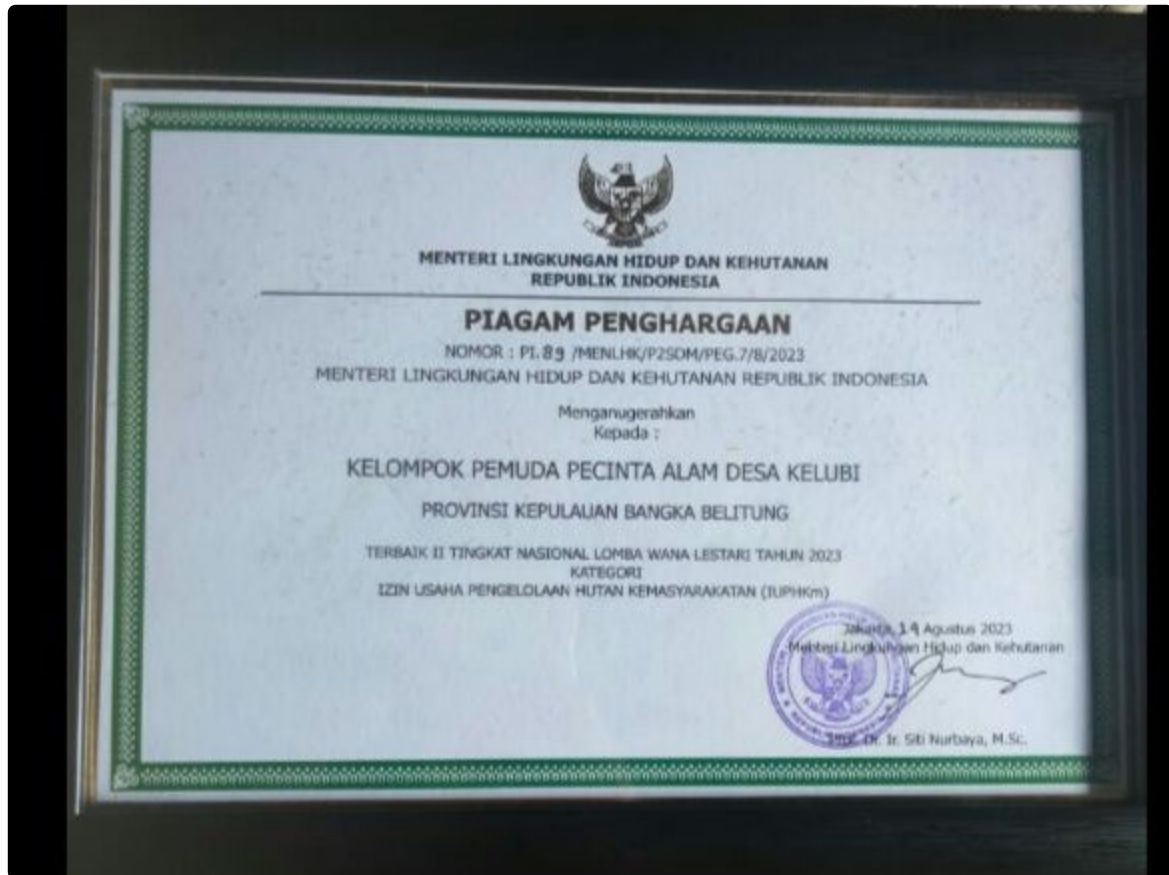 MENTERI LINGKUNGAN HIDUP DAN KEHUTANAN
REPUBLIK INDONESIA
PIAGAM PENGHARGAAN
NOMOR : PI.89 /MENLHK/P2SDM/PEG.7/8/2023
MENTERI LINGKUNGAN HIDUP DAN KEHUTANAN REPUBLIK INDONESIA
Menganugerahkan
Kepada :
KELOMPOK PEMUDA PECINTA ALAM DESA KELUBI
PROVINSI KEPULAUAN BANGKA BELITUNG
TERBAIK II TINGKAT NASIONAL LOMBA WANA LESTARI TAHUN 2023
KATEGORI
IZIN USAHA PENGELOLAAN HUTAN KEMASYARAKATAN (IUPHKm)
Jakarta, 14 Agustus 2023
Menteri Lingkungan Hidup dan Kehutanan
Prof. Dr. Ir. Siti Nurbaya, M.Sc.